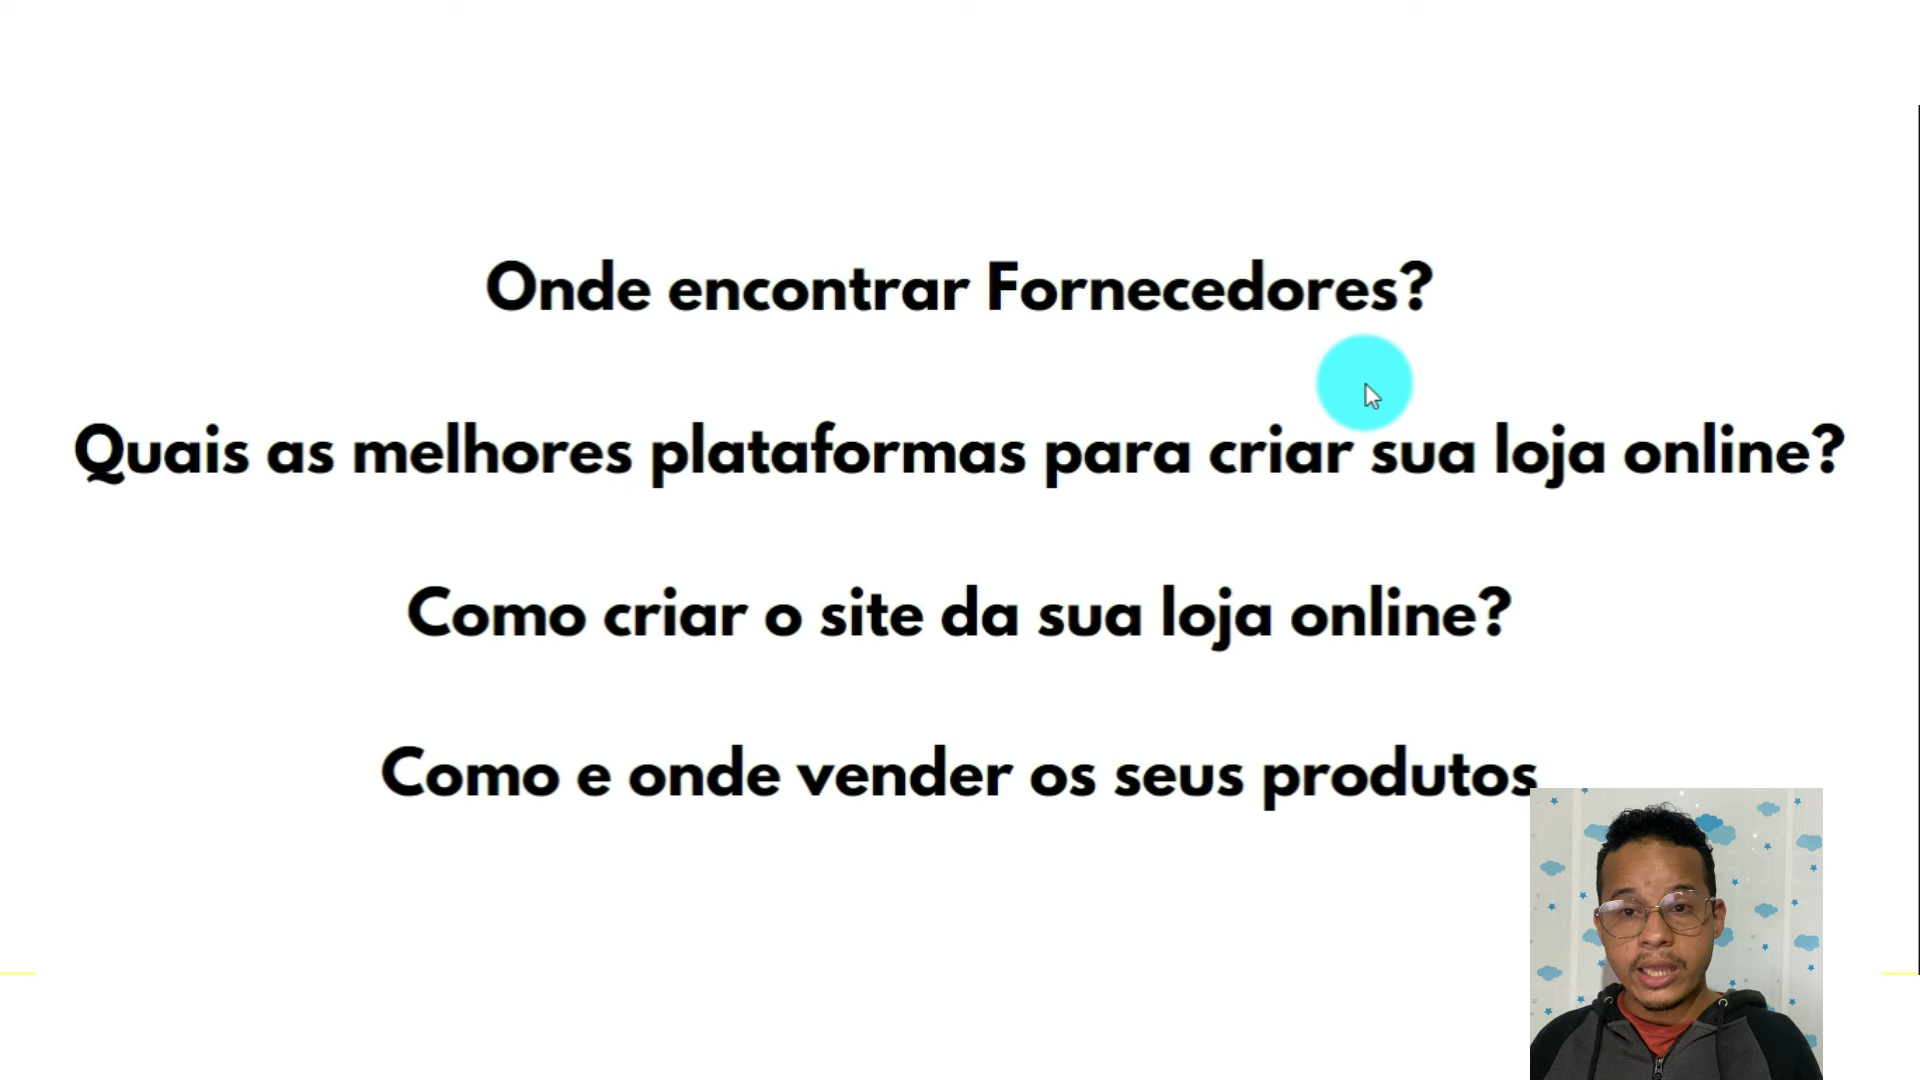 Onde encontrar Fornecedores?
Quais as melhores plataformas para criar sua loja online?
Como criar o site da sua loja online?
Como e onde vender os seus produtos